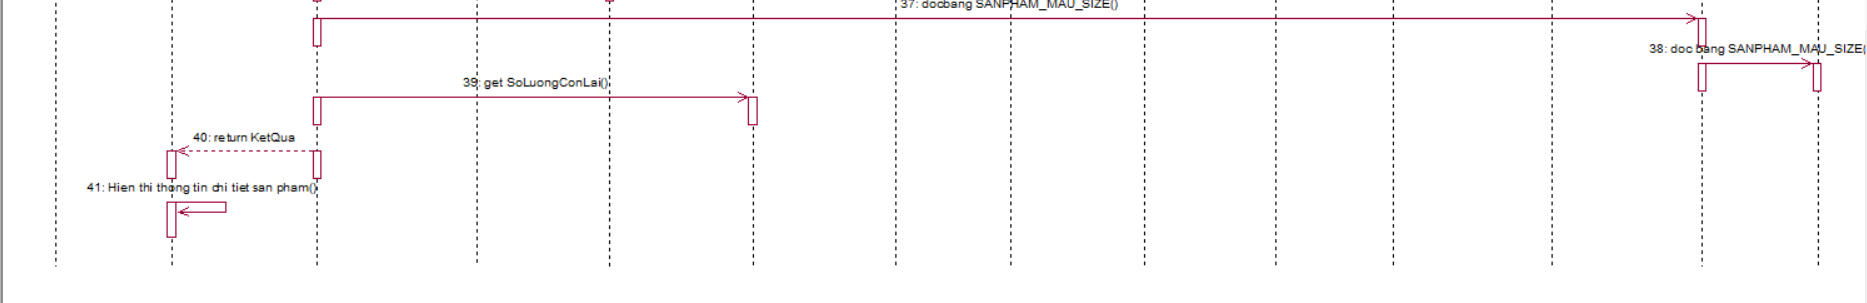 37: docbang SANPHAM_MAU_SIZE()
38: doc bang SANPHAM_MAU_SIZE(
39: get SoLuongConLai()
40: return KetQua
41: Hien thi thong tin chi tiet san pham()